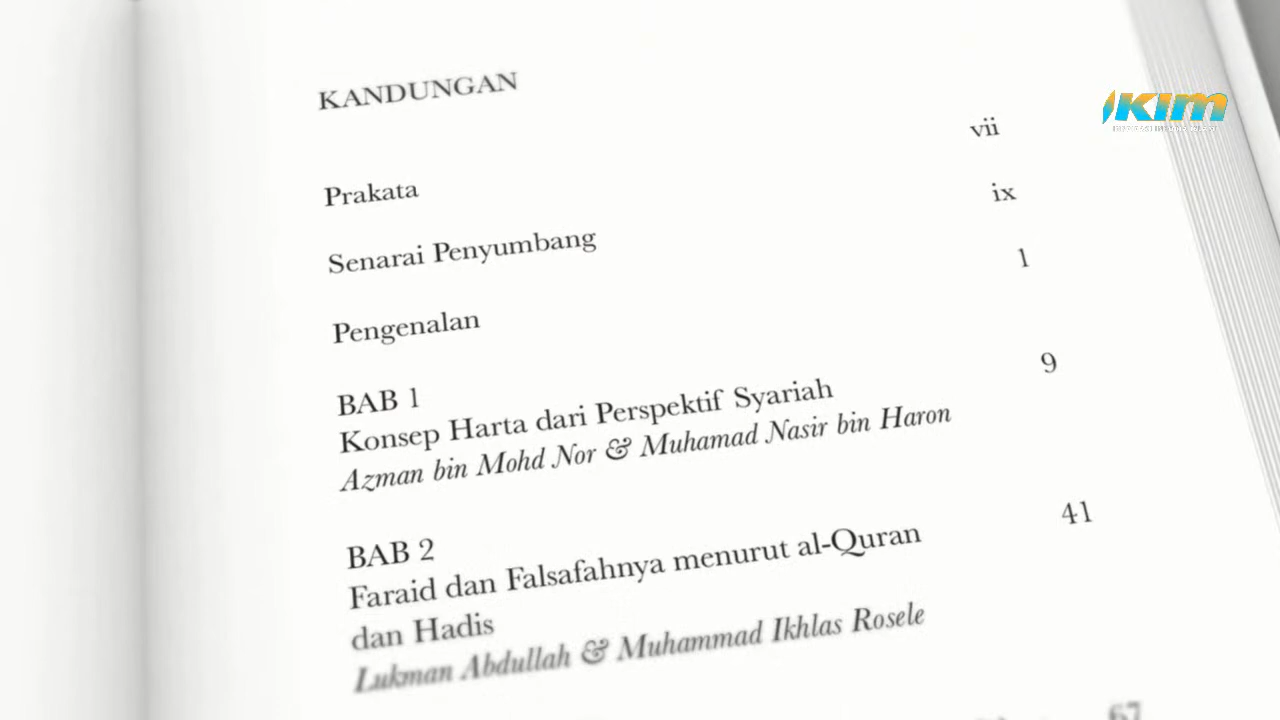 KANDUNGAN
Prakata vii
Senarai Penyumbang ix
Pengenalan 1
BAB 1
Konsep Harta dari Perspektif Syariah 9
Azman bin Mohd Nor & Muhamad Nasir bin Haron
BAB 2
Faraid dan Falsafahnya menurut al-Quran 41
dan Hadis
Lukman Abdullah & Muhammad Ikhlas Rosele
67
iKIM